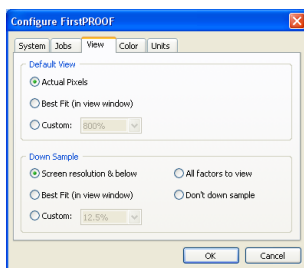 Configure FirstPROOF
System Jobs View Color Units
Default View
Actual Pixels
Best Fit (in view window)
Custom: 800%
Down Sample
Screen resolution & below All factors to view
Best Fit (in view window) Don't down sample
Custom: 12.5%
OK Cancel